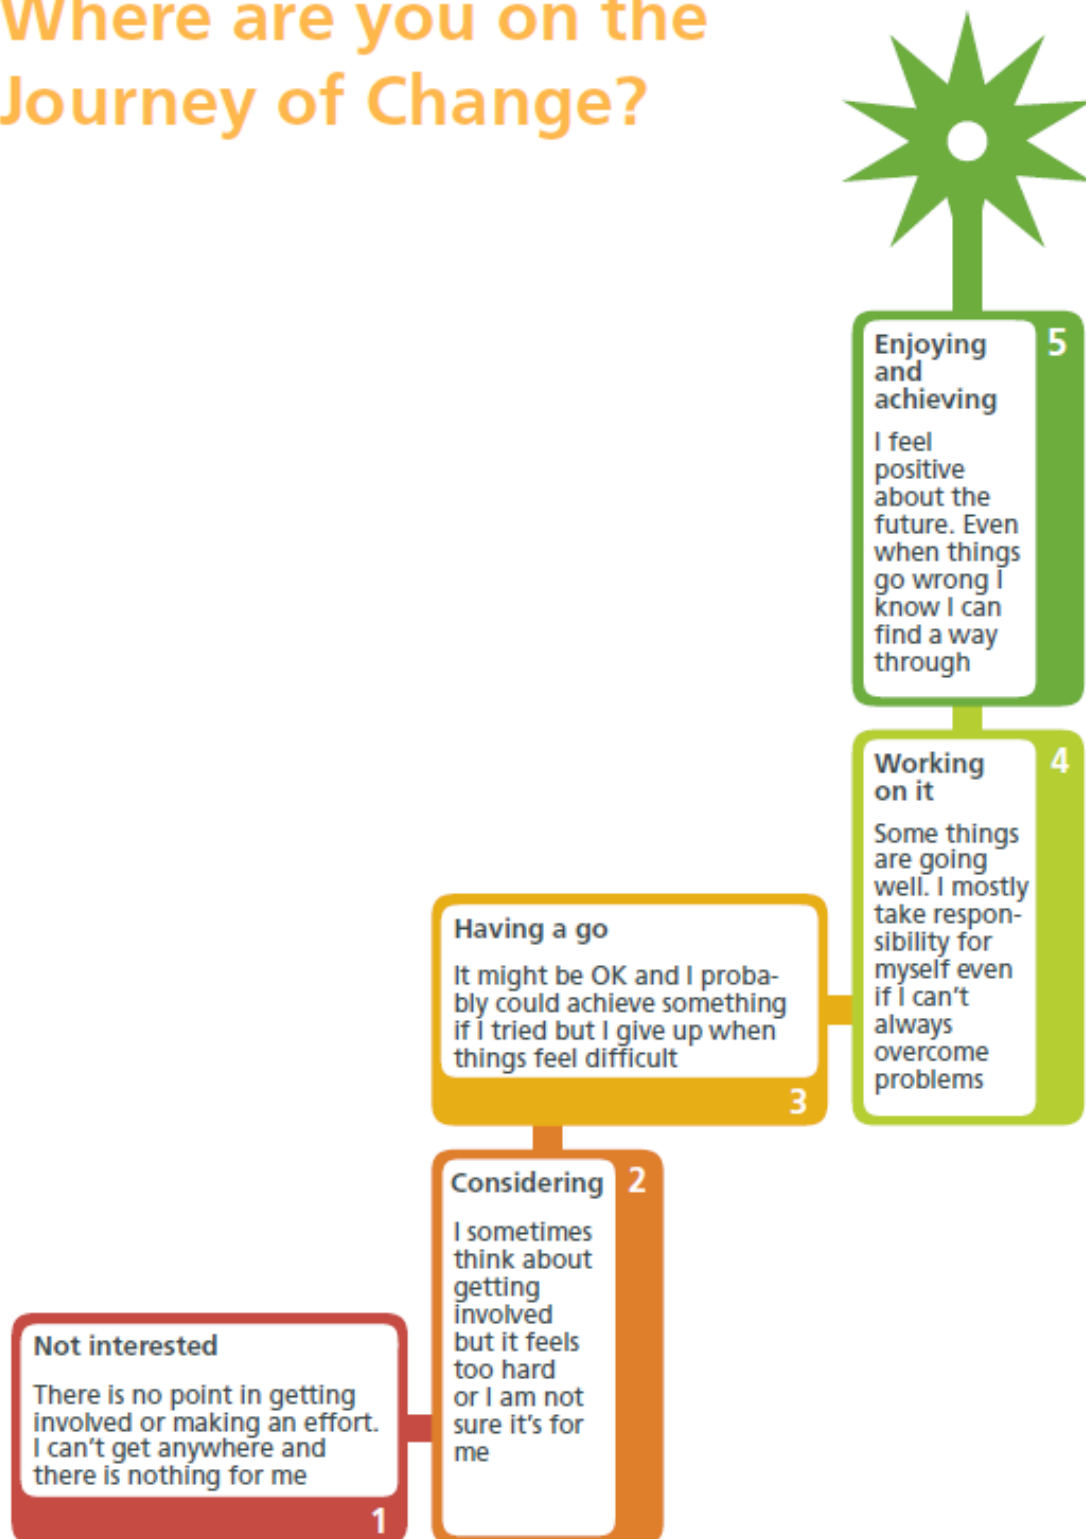 Where are you on the
Journey of Change?
5
Enjoying
and
achieving
I feel
positive
about the
future. Even
when things
go wrong I
know I can
find a way
through
4
Working
on it
Some things
are going
well. I mostly
take respon-
sibility for
myself even
if I can't
always
overcome
problems
Having a go
It might be OK and I proba-
bly could achieve something
if I tried but I give up when
things feel difficult
3
Considering
2
I sometimes
think about
getting
involved
but it feels
too hard
or I am not
sure it's for
me
Not interested
There is no point in getting
involved or making an effort.
I can't get anywhere and
there is nothing for me
1